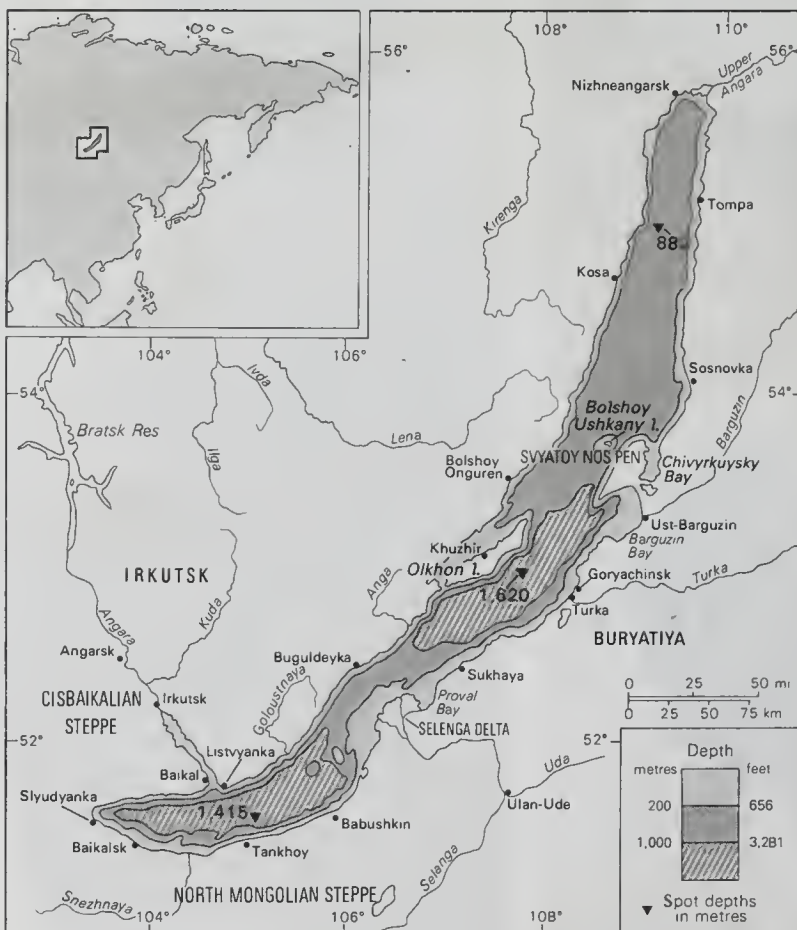 108°
110°
56°
56°
Upper
Angara
Nizhneangarsk
Kirenga
Tompa
88
Kosa
104°
106°
54°
54°
Ivda
Sosnovka
Bratsk Res
Ilga
Lena
Bolshoy
Ushkany I.
Barguzin
Bolshoy
Onguren
SVYATOY NOS PEN
Chivyrkuysky
Bay
Ust-Barguzin
Barguzin
Bay
Khuzhir
Olkhon I.
IRKUTSK
Anga
1,620
Goryachinsk
Turka
Turka
Kuda
BURYATIYA
Angara
Angarsk
Buguldeyka
Sukhaya
Goloustnaya
Proval
Bay
Irkutsk
CISBAIKALIAN
STEPPE
SELENGA DELTA
0 25 50 mi
0 25 50 75 km
52°
52°
Listvyanka
Baikal
Uda
Ulan-Ude
Slyudyanka
1,415
Babushkin
Baikalsk
Tankhoy
Selanga
Snezhnaya
NORTH MONGOLIAN STEPPE
104°
106°
108°
Depth
metres feet
200 656
1,000 3,2B1
▼ Spot depths
in metres